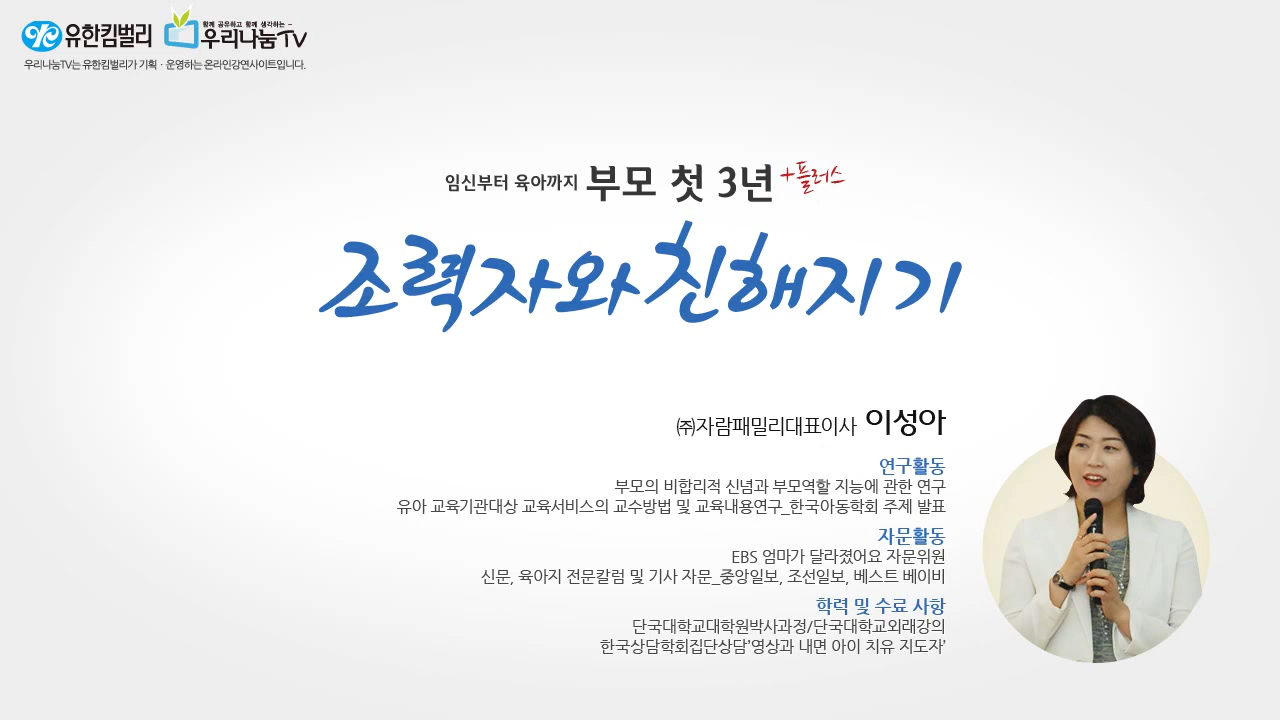 유한킴벌리
함께 공유하고 함께 생각하는 -
우리나눔TV
우리나눔TV는 유한킴벌리가 기획 · 운영하는 온라인강연사이트입니다.
임신부터 육아까지 부모 첫 3년 +플러스
조력자와 친해지기
㈜자람패밀리대표이사 이성아
연구활동
부모의 비합리적 신념과 부모역할 지능에 관한 연구
유아 교육기관대상 교육서비스의 교수방법 및 교육내용연구_한국아동학회 주제 발표
자문활동
EBS 엄마가 달라졌어요 자문위원
신문, 육아지 전문칼럼 및 기사 자문_중앙일보, 조선일보, 베스트 베이비
학력 및 수료 사항
단국대학교대학원박사과정/단국대학교외래강의
한국상담학회집단상담’영상과 내면 아이 치유 지도자’